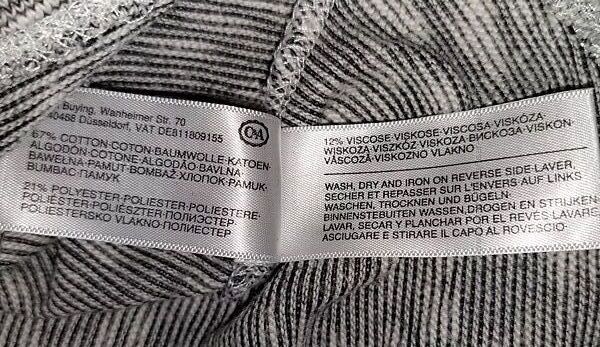 Buying, Wanheimer Str. 70
40468 Düsseldorf, VAT DE811809155
C&A
67% COTTON·COTON·BAUMWOLLE·KATOEN·
ALGODÓN·COTONE·ALGODÃO·BAVLNA·
BAWEŁNA·PAMUT·BOMBAŽ·ХЛОПОК·PAMUK·
BUMBAC·ПАМУК
21% POLYESTER·POLIESTER·POLIESTERE·
POLIÉSTER·POLIÉSZTER·ПОЛИЭСТЕР·
POLIESTERSKO VLAKNO·ПОЛИЕСТЕР
12% VISCOSE·VISKOSE·VISCOSA·VISKÓZA·
WISKOZA·VISZKÓZ·VISKOZA·ВИСКОЗА·VISKON·
VÂSCOZĂ·VISKOZNO VLAKNO
WASH, DRY AND IRON ON REVERSE SIDE·LAVER,
SECHER ET REPASSER SUR L'ENVERS·AUF LINKS
WASCHEN, TROCKNEN UND BÜGELN·
BINNENSTEBUITEN WASSEN, DROGEN EN STRIJKEN·
LAVAR, SECAR Y PLANCHAR POR EL REVÉS·LAVARE,
ASCIUGARE E STIRARE IL CAPO AL ROVESCIO·